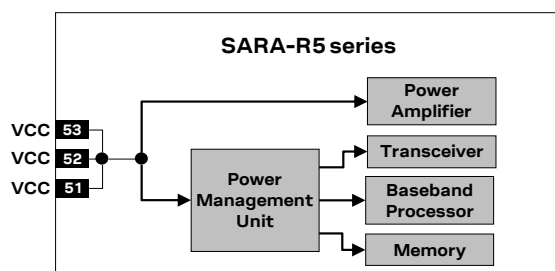 SARA-R5 series
Power
Amplifier
VCC 53
VCC 52
VCC 51
Transceiver
Power
Management
Unit
Baseband
Processor
Memory